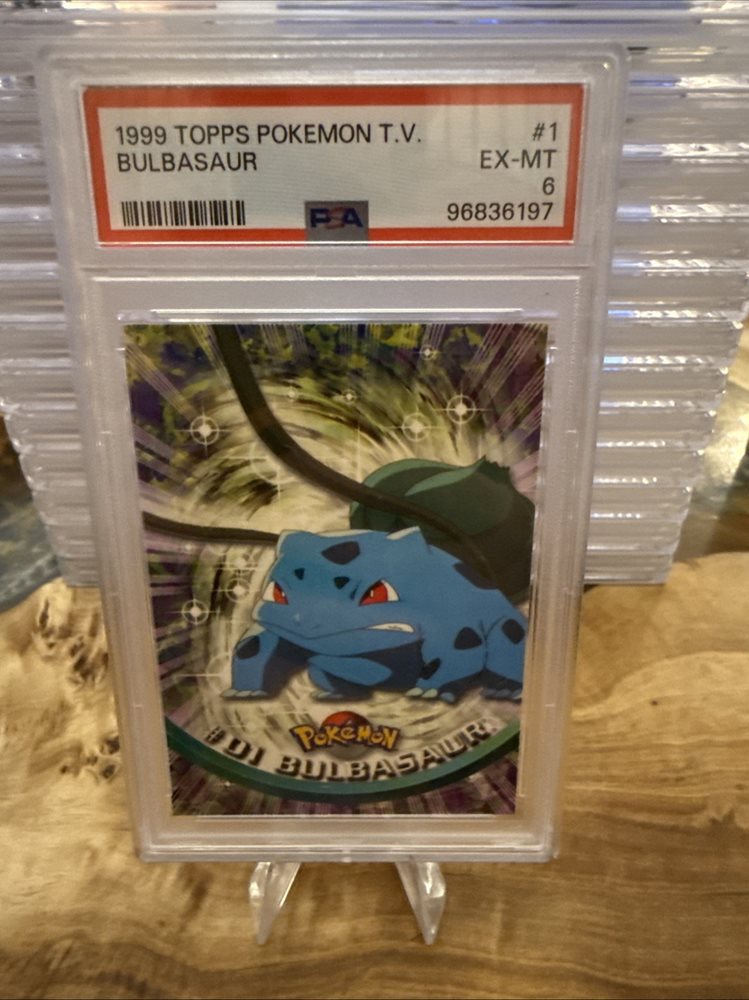 1999 TOPPS POKEMON T.V. #1
BULBASAUR EX-MT
6
PSA 96836197
POKéMON
#01 BULBASAUR